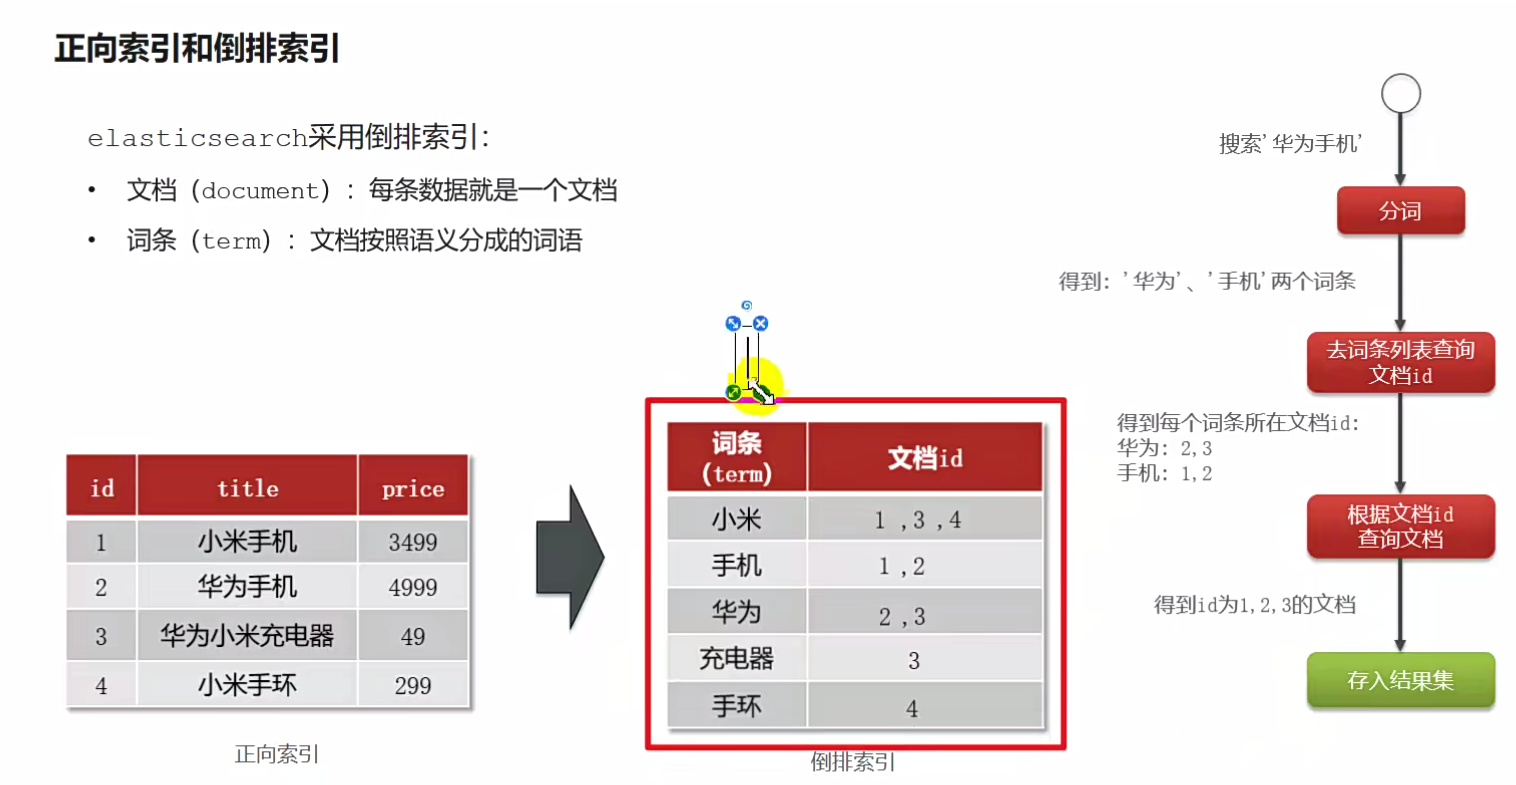 正向索引和倒排索引
elasticsearch采用倒排索引：
• 文档（document）：每条数据就是一个文档
• 词条（term）：文档按照语义分成的词语
id title price
1 小米手机 3499
2 华为手机 4999
3 华为小米充电器 49
4 小米手环 299
正向索引
词条
(term)
文档id
小米 1 ,3 ,4
手机 1 ,2
华为 2 ,3
充电器 3
手环 4
倒排索引
搜索'华为手机'
分词
得到：'华为'、'手机'两个词条
去词条列表查询
文档id
得到每个词条所在文档id：
华为：2,3
手机：1,2
根据文档id
查询文档
得到id为1,2,3的文档
存入结果集